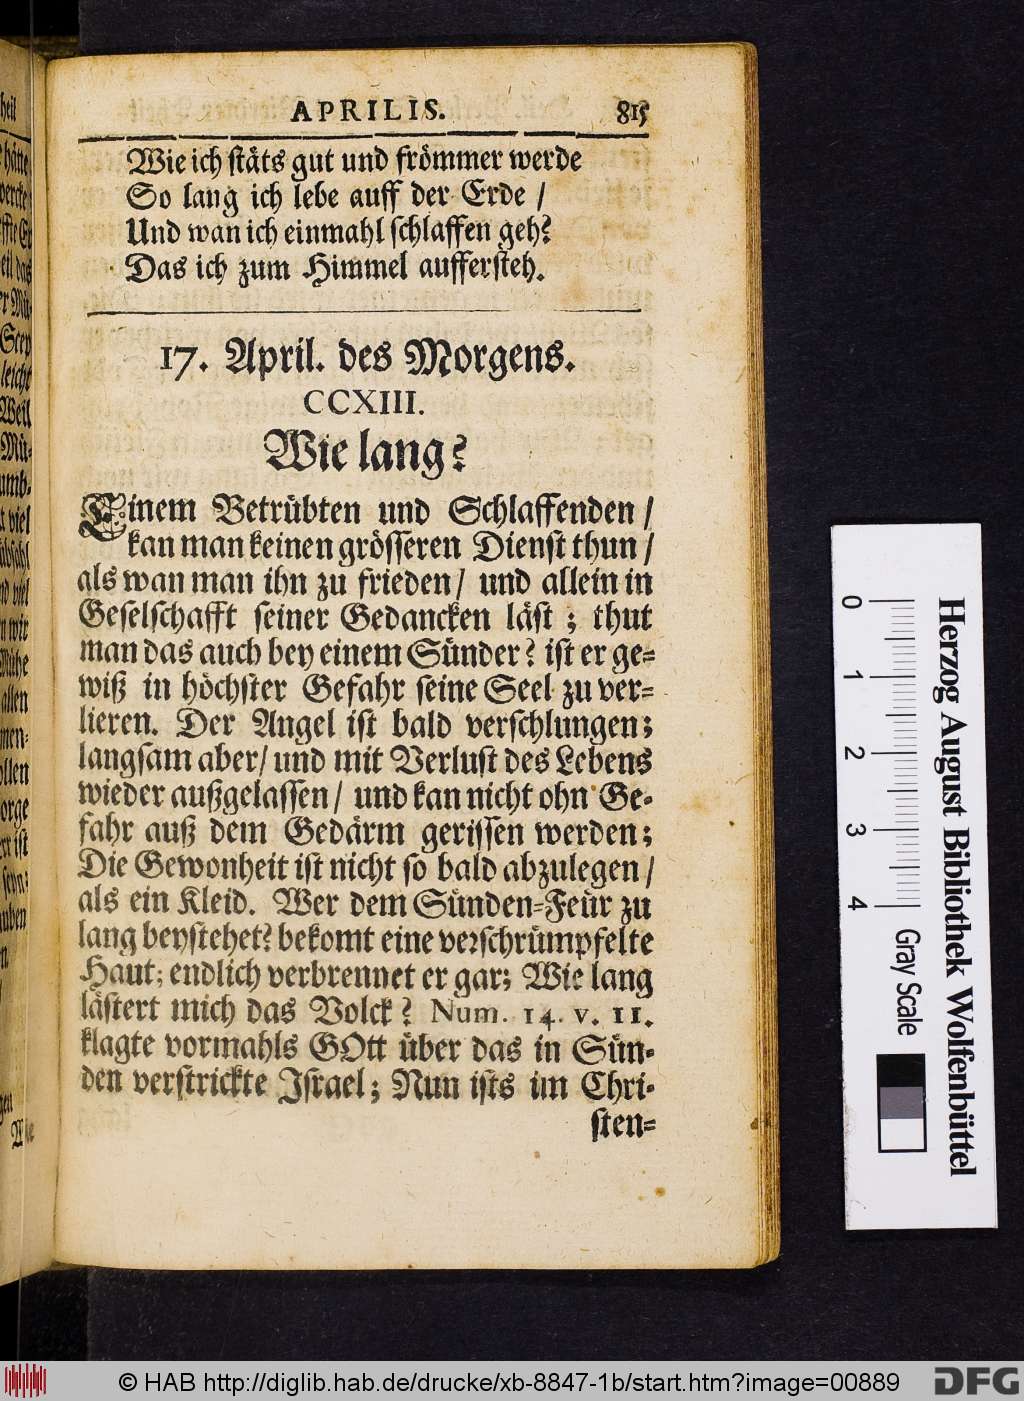 APRILIS. 815
Wie ich stäts gut und frömmer werde
So lang ich lebe auff der Erde /
Und wan ich einmahl schlaffen geh?
Das ich zum Himmel auffersteh.
17. April. des Morgens.
CCXIII.
Wie lang?
Einem Betrübten und Schlaffenden /
kan man keinen grösseren Dienst thun /
als wan man ihn zu frieden / und allein in
Geselschafft seiner Gedancken läst ; thut
man das auch bey einem Sünder? ist er ge-
wiß in höchster Gefahr seine Seel zu ver-
lieren. Der Angel ist bald verschlungen;
langsam aber / und mit Verlust des Lebens
wieder außgelassen / und kan nicht ohn Ge-
fahr auß dem Gedärm gerissen werden;
Die Gewonheit ist nicht so bald abzulegen /
als ein Kleid. Wer dem Sünden-Feür zu
lang beystehet? bekomt eine verschrümpfelte
Haut; endlich verbrennet er gar; Wie lang
lästert mich das Volck? Num. 14. v. 11.
klagte vormahls GOtt über das in Sün-
den verstrickte Israel; Nun ists im Chri-
sten-
0 1 2 3 4
Gray Scale
Herzog August Bibliothek Wolfenbüttel
© HAB http://diglib.hab.de/drucke/xb-8847-1b/start.htm?image=00889
DFG